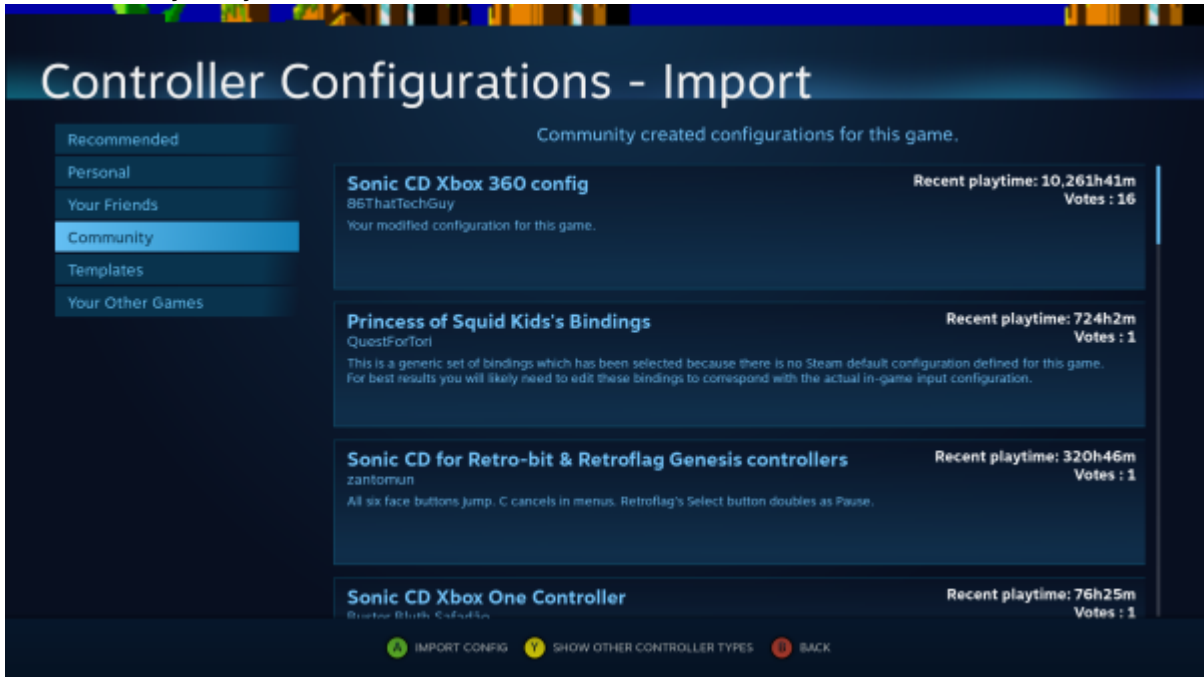 Controller Configurations - Import
Recommended
Personal
Your Friends
Community
Templates
Your Other Games
Community created configurations for this game.
Sonic CD Xbox 360 config
Recent playtime: 10,261h41m
86ThatTechGuy
Votes : 16
Your modified configuration for this game.
Princess of Squid Kids's Bindings
Recent playtime: 724h2m
QuestForTori
Votes : 1
This is a generic set of bindings which has been selected because there is no Steam default configuration defined for this game.
For best results you will likely need to edit these bindings to correspond with the actual in-game input configuration.
Sonic CD for Retro-bit & Retroflag Genesis controllers
Recent playtime: 320h46m
zantomun
Votes : 1
All six face buttons jump. C cancels in menus. Retroflag's Select button doubles as Pause.
Sonic CD Xbox One Controller
Recent playtime: 76h25m
Buster Bluth Safadão
Votes : 1
A IMPORT CONFIG Y SHOW OTHER CONTROLLER TYPES B BACK